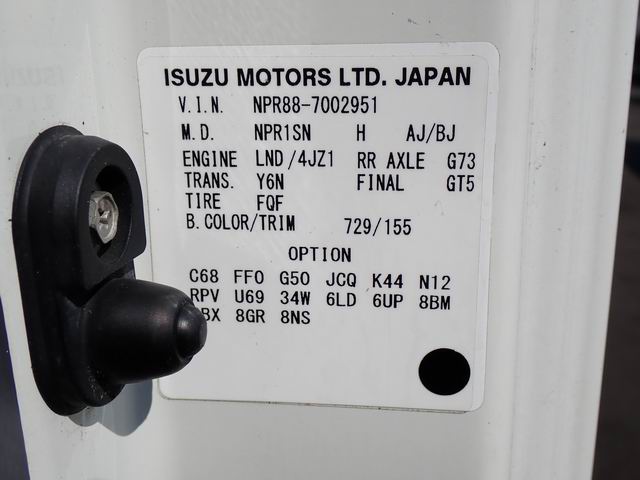 ISUZU MOTORS LTD. JAPAN
V.I.N. NPR88-7002951
M.D. NPR1SN H AJ/BJ
ENGINE LND/4JZ1 RR AXLE G73
TRANS. Y6N FINAL GT5
TIRE FQF
B.COLOR/TRIM 729/155
OPTION
C68 FFO G50 JCQ K44 N12
RPV U69 34W 6LD 6UP 8BM
8GR 8NS